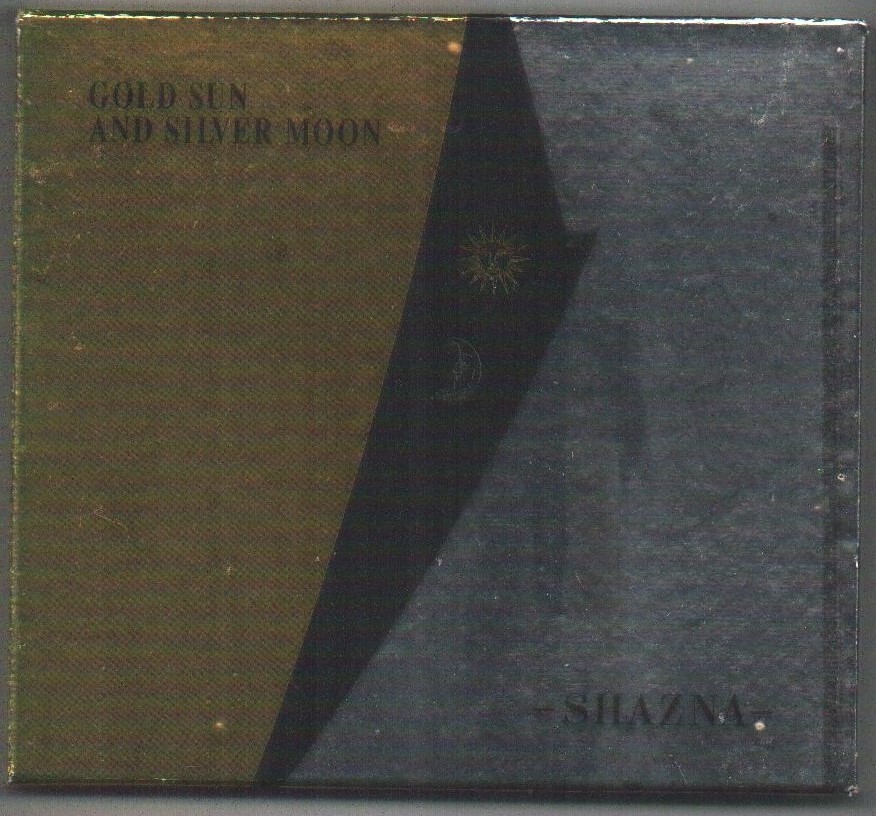 GOLD SUN
AND SILVER MOON
-SHAZNA-